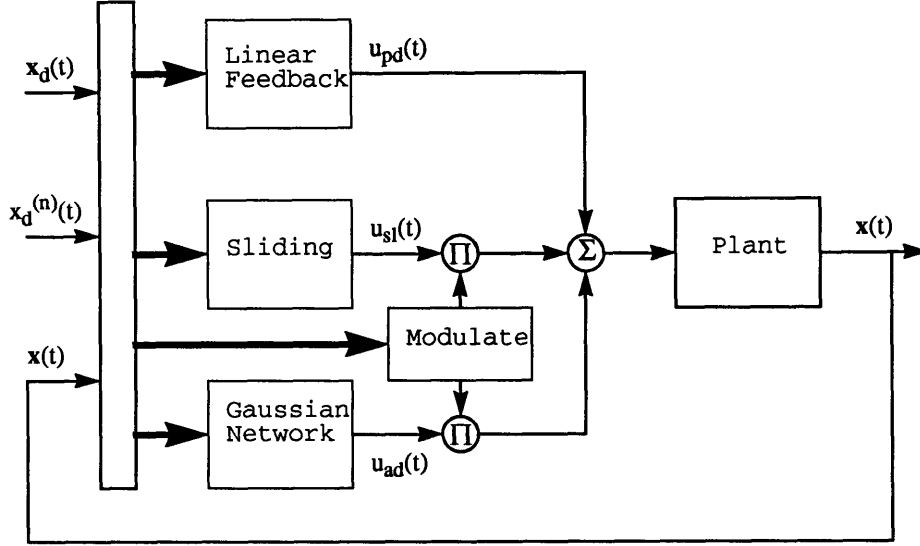 Linear
Feedback
u_pd(t)
x_d(t)
x_d^(n)(t)
Sliding
u_sl(t)
Π
Σ
Plant
x(t)
Modulate
x(t)
Gaussian
Network
Π
u_ad(t)